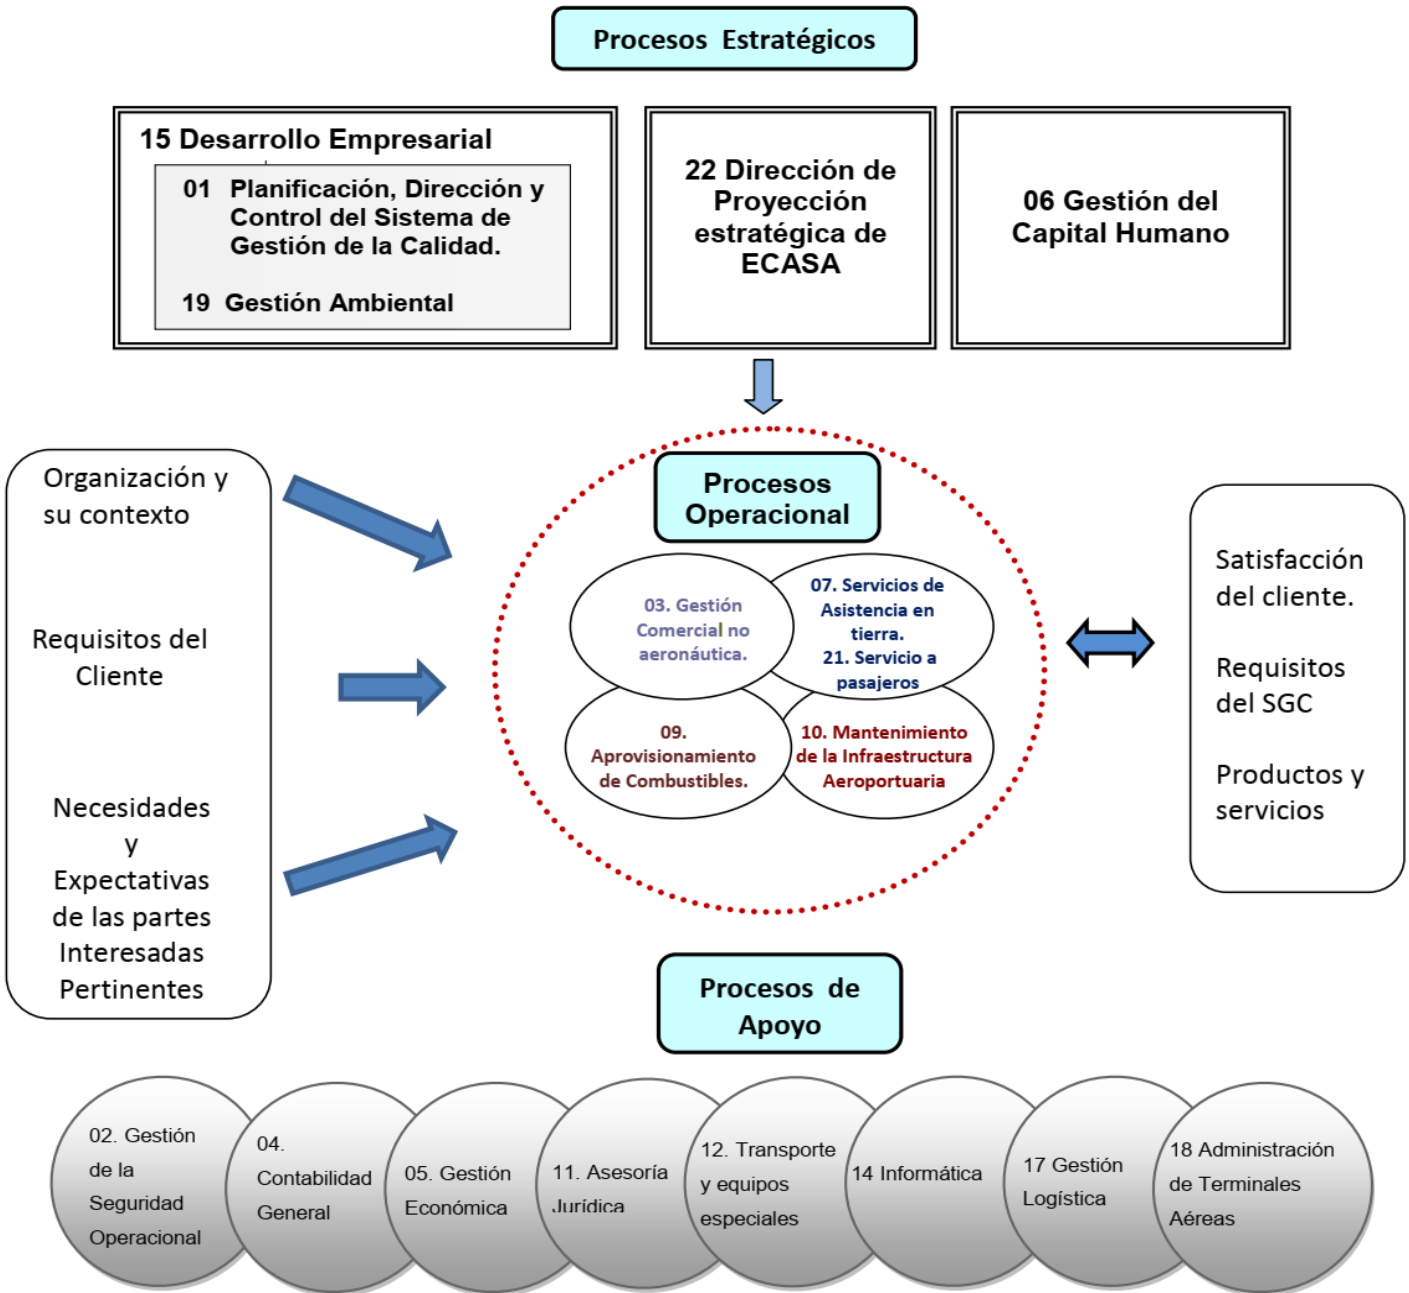 Procesos Estratégicos
15 Desarrollo Empresarial
01 Planificación, Dirección y
Control del Sistema de
Gestión de la Calidad.
19 Gestión Ambiental
22 Dirección de
Proyección
estratégica de
ECASA
06 Gestión del
Capital Humano
Organización y
su contexto
Requisitos del
Cliente
Necesidades
y
Expectativas
de las partes
Interesadas
Pertinentes
Procesos
Operacional
03. Gestión
Comercial no
aeronáutica.
07. Servicios de
Asistencia en
tierra.
21. Servicio a
pasajeros
09.
Aprovisionamiento
de Combustibles.
10. Mantenimiento
de la Infraestructura
Aeroportuaria
Satisfacción
del cliente.
Requisitos
del SGC
Productos y
servicios
Procesos de
Apoyo
02. Gestión
de la
Seguridad
Operacional
04.
Contabilidad
General
05. Gestión
Económica
11. Asesoría
Jurídica
12. Transporte
y equipos
especiales
14 Informática
17 Gestión
Logística
18 Administración
de Terminales
Aéreas